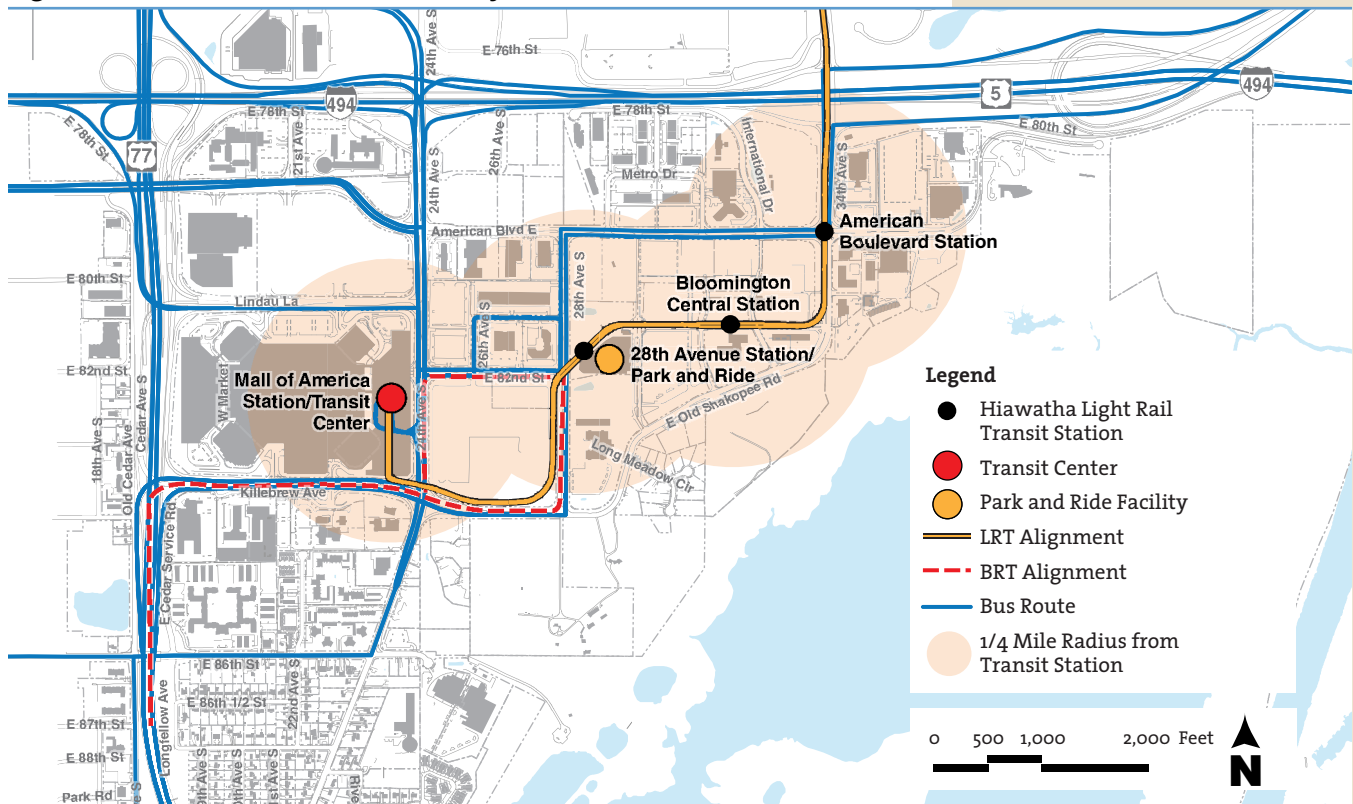 24th Ave S
E 76th St
494
5
494
E 78th St
E 78th St
E 78th St
E 80th St
77
21st Ave
24th Ave S
26th Ave S
Metro Dr
International Dr
34th Ave S
American Blvd E
American
Boulevard Station
E 80th St
Lindau La
28th Ave S
Bloomington
Central Station
26th Ave S
E 82nd St
W Market
Mall of America
Station/Transit
Center
E 82nd St
28th Avenue Station/
Park and Ride
24th Ave S
E Old Shakopee Rd
Long Meadow Cir
18th Ave S
Old Cedar Ave
Cedar Ave S
Killebrew Ave
E Cedar Service Rd
E 86th St
E 86th 1/2 St
22nd Ave S
E 87th St
Longfellow Ave
E 88th St
Park Rd
Legend
Hiawatha Light Rail
Transit Station
Transit Center
Park and Ride Facility
LRT Alignment
BRT Alignment
Bus Route
1/4 Mile Radius from
Transit Station
0 500 1,000 2,000 Feet
N